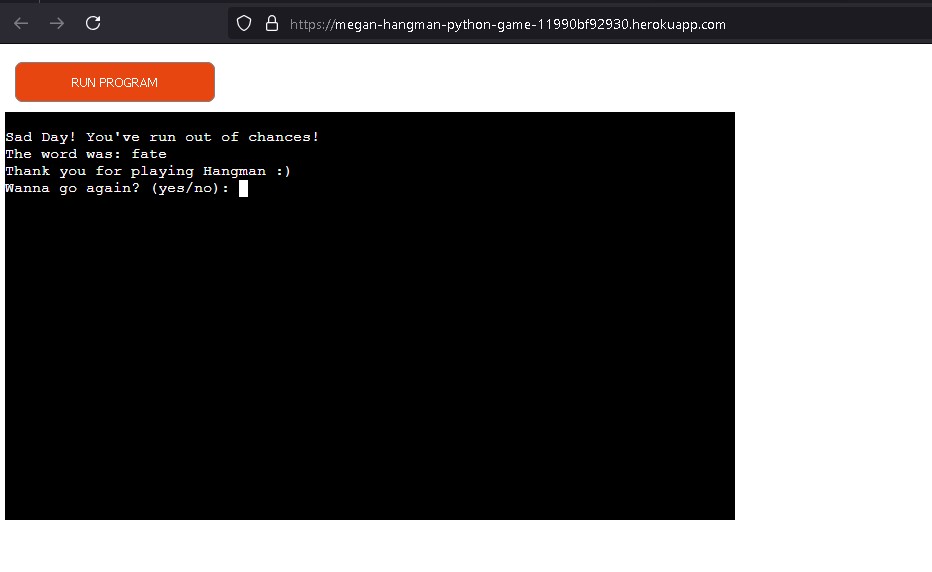 https://megan-hangman-python-game-11990bf92930.herokuapp.com
RUN PROGRAM
Sad Day! You've run out of chances!
The word was: fate
Thank you for playing Hangman :)
Wanna go again? (yes/no):